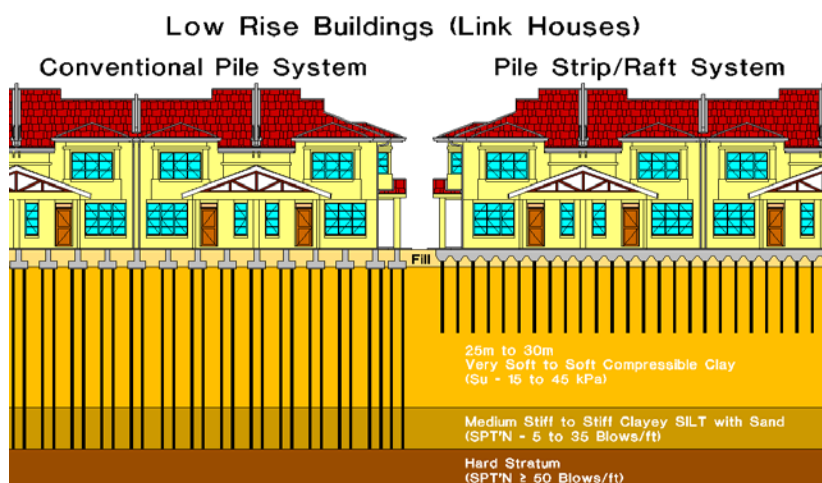 Low Rise Buildings (Link Houses)
Conventional Pile System
Pile Strip/Raft System
Fill
25m to 30m
Very Soft to Soft Compressible Clay
(Su - 15 to 45 kPa)
Medium Stiff to Stiff Clayey SILT with Sand
(SPT'N - 5 to 35 Blows/ft)
Hard Stratum
(SPT'N ≥ 50 Blows/ft)